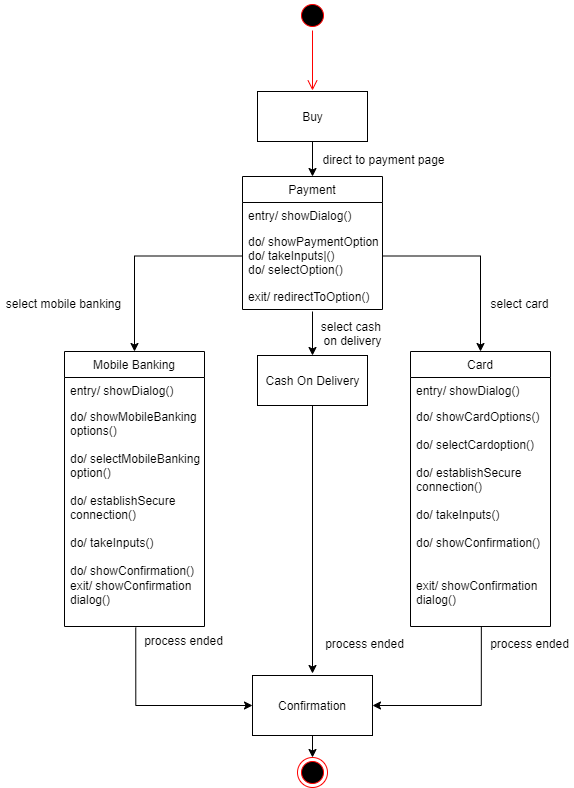 Buy
direct to payment page
Payment
entry/ showDialog()
do/ showPaymentOption
do/ takeInputs|()
do/ selectOption()
exit/ redirectToOption()
select mobile banking
select cash
on delivery
select card
Mobile Banking
entry/ showDialog()
do/ showMobileBanking
options()
do/ selectMobileBanking
option()
do/ establishSecure
connection()
do/ takeInputs()
do/ showConfirmation()
exit/ showConfirmation
dialog()
Cash On Delivery
Card
entry/ showDialog()
do/ showCardOptions()
do/ selectCardoption()
do/ establishSecure
connection()
do/ takeInputs()
do/ showConfirmation()
exit/ showConfirmation
dialog()
process ended
process ended
process ended
Confirmation